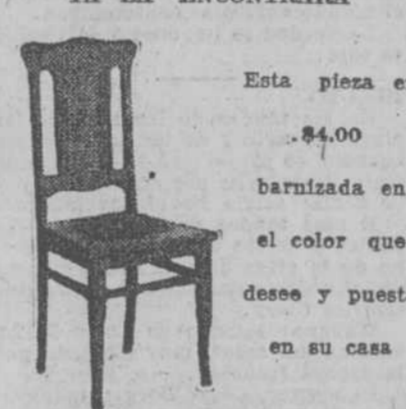 Esta pieza e
$4.00
barnizada en
el color que
desee y puest
en su casa